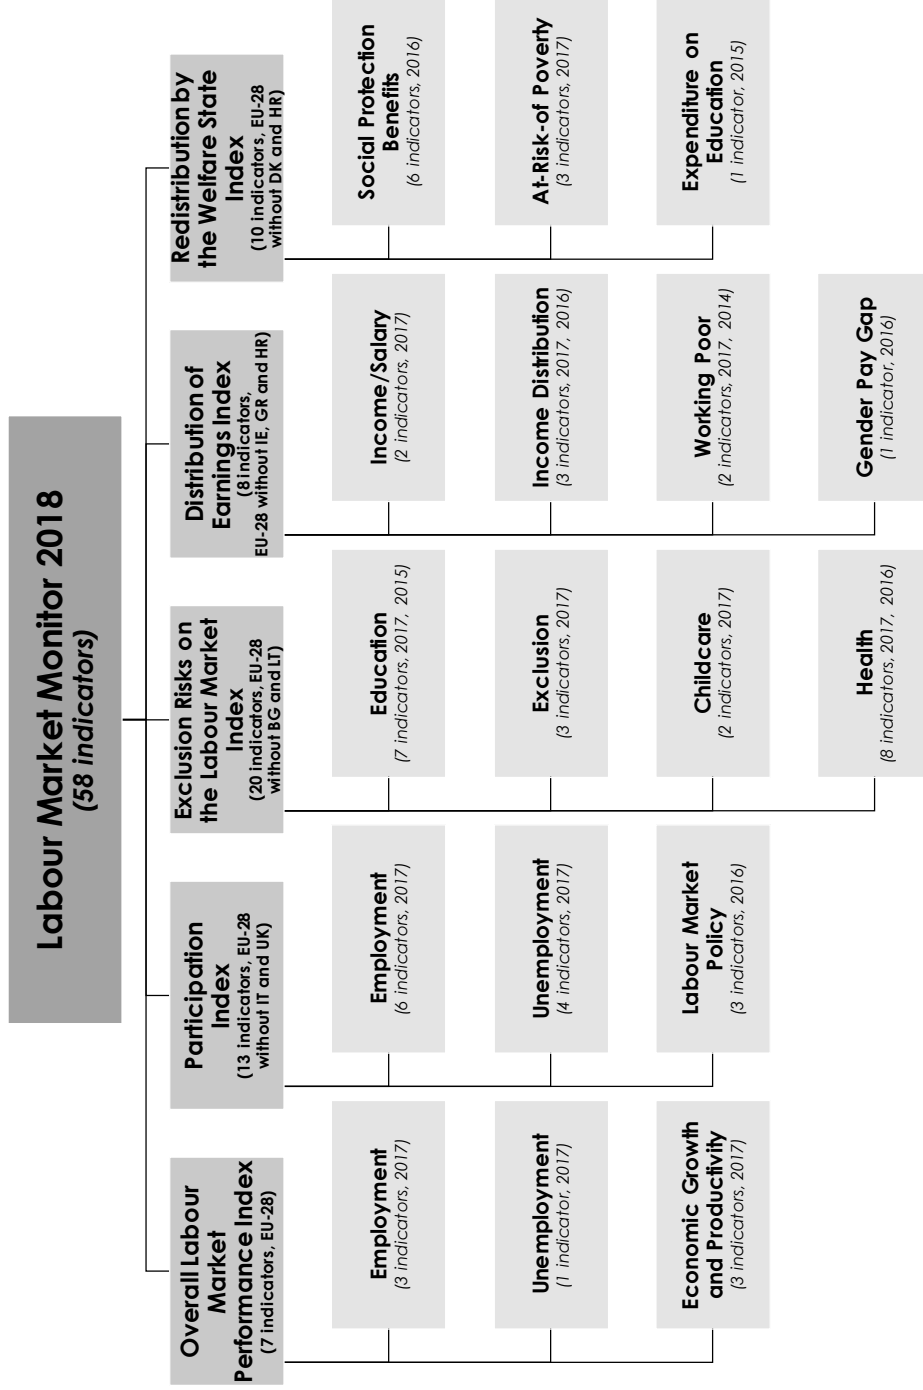 Labour Market Monitor 2018
(58 indicators)
Overall Labour
Market
Performance Index
(7 indicators, EU-28)
Employment
(3 indicators, 2017)
Unemployment
(1 indicator, 2017)
Economic Growth
and Productivity
(3 indicators, 2017)
Participation
Index
(13 indicators, EU-28
without IT and UK)
Employment
(6 indicators, 2017)
Unemployment
(4 indicators, 2017)
Labour Market
Policy
(3 indicators, 2016)
Exclusion Risks on
the Labour Market
Index
(20 indicators, EU-28
without BG and LT)
Education
(7 indicators, 2017, 2015)
Exclusion
(3 indicators, 2017)
Childcare
(2 indicators, 2017)
Health
(8 indicators, 2017, 2016)
Distribution of
Earnings Index
(8 indicators,
EU-28 without IE, GR and HR)
Income/Salary
(2 indicators, 2017)
Income Distribution
(3 indicators, 2017, 2016)
Working Poor
(2 indicators, 2017, 2014)
Gender Pay Gap
(1 indicator, 2016)
Redistribution by
the Welfare State
Index
(10 indicators, EU-28
without DK and HR)
Social Protection
Benefits
(6 indicators, 2016)
At-Risk-of Poverty
(3 indicators, 2017)
Expenditure on
Education
(1 indicator, 2015)